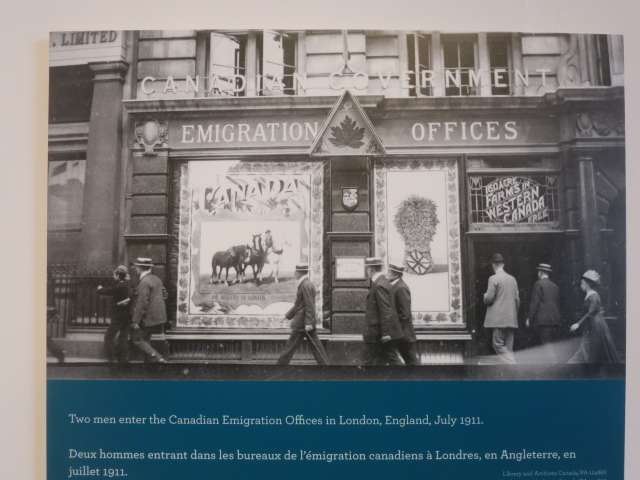 L LIMITED
CANADIAN GOVERNMENT
EMIGRATION OFFICES
CANADA
160 ACRE
FARMS IN
WESTERN
CANADA
FREE
Two men enter the Canadian Emigration Offices in London, England, July 1911.
Deux hommes entrant dans les bureaux de l'émigration canadiens à Londres, en Angleterre, en
juillet 1911.
Library and Archives Canada,